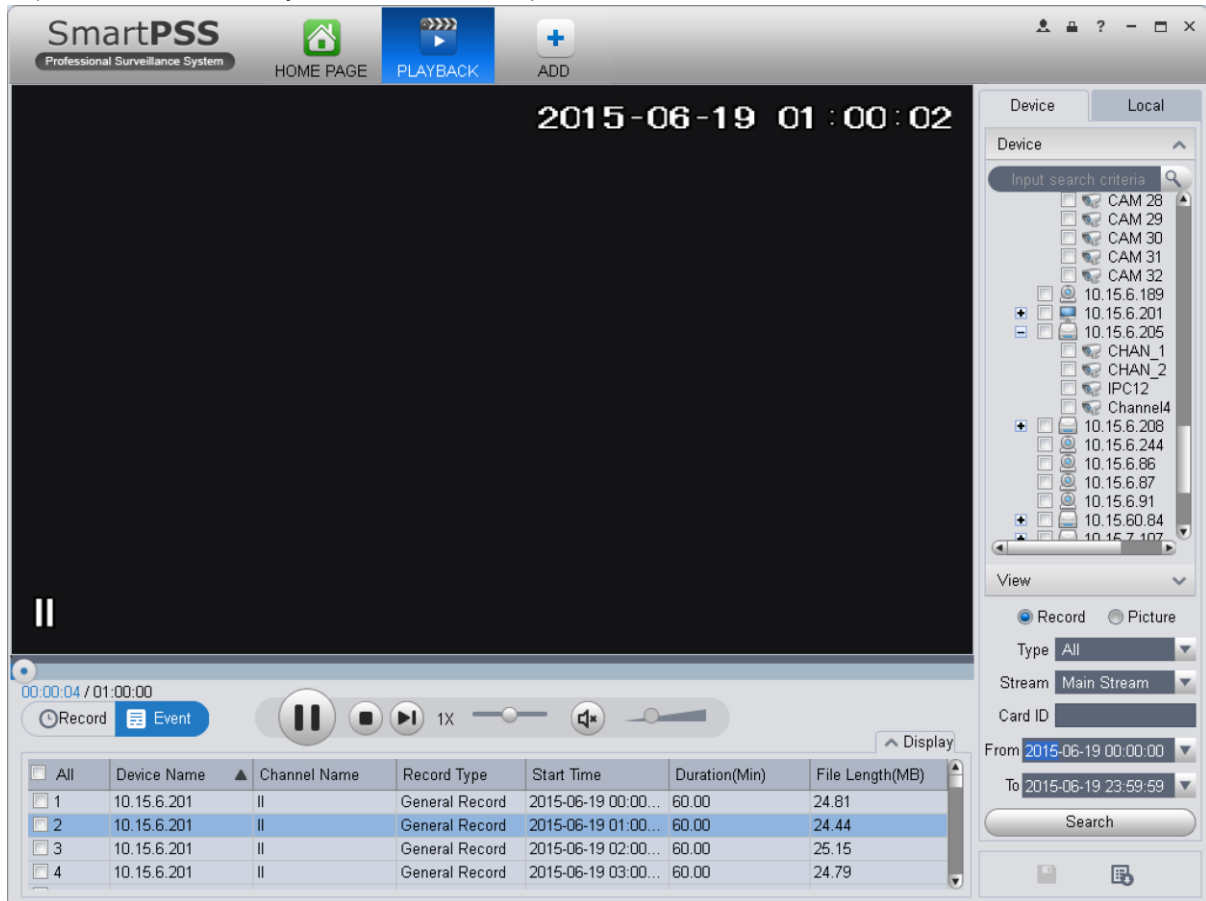 SmartPSS
Professional Surveillance System
HOME PAGE
PLAYBACK
ADD
2015-06-19 01:00:02
00:00:04 / 01:00:00
Record
Event
1X
Display
All Device Name Channel Name Record Type Start Time Duration(Min) File Length(MB)
1 10.15.6.201 II General Record 2015-06-19 00:00... 60.00 24.81
2 10.15.6.201 II General Record 2015-06-19 01:00... 60.00 24.44
3 10.15.6.201 II General Record 2015-06-19 02:00... 60.00 25.15
4 10.15.6.201 II General Record 2015-06-19 03:00... 60.00 24.79
Device Local
Device
Input search criteria
CAM 28
CAM 29
CAM 30
CAM 31
CAM 32
10.15.6.189
10.15.6.201
10.15.6.205
CHAN_1
CHAN_2
IPC12
Channel4
10.15.6.208
10.15.6.244
10.15.6.86
10.15.6.87
10.15.6.91
10.15.60.84
10.15.7.107
View
Record Picture
Type All
Stream Main Stream
Card ID
From 2015-06-19 00:00:00
To 2015-06-19 23:59:59
Search